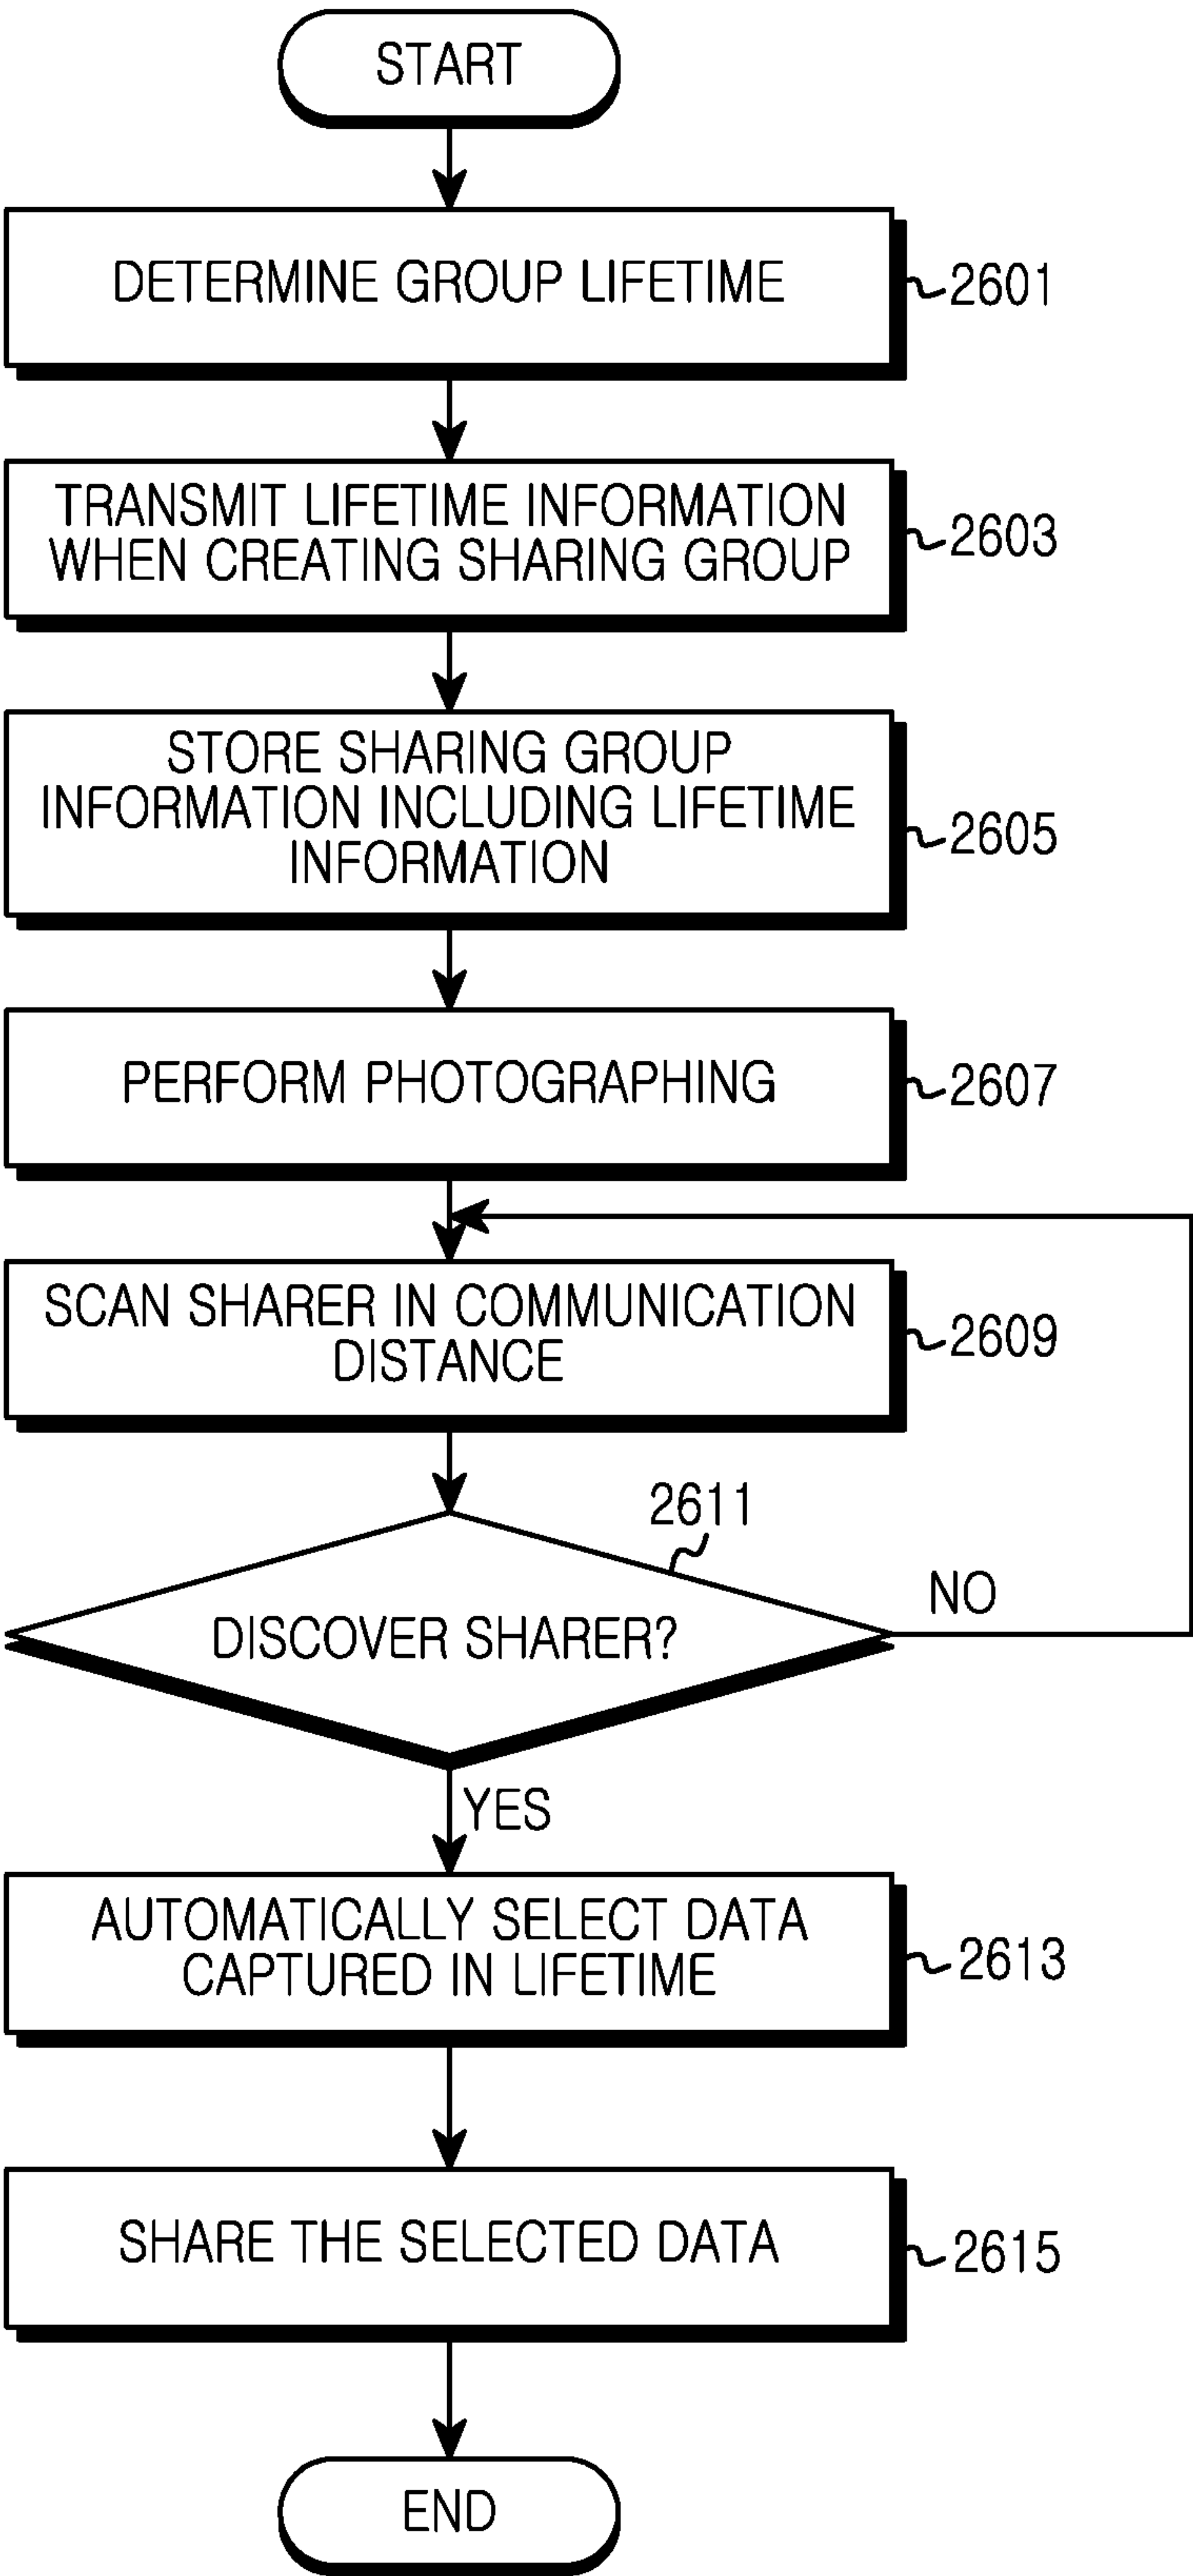 START
DETERMINE GROUP LIFETIME
2601
TRANSMIT LIFETIME INFORMATION
WHEN CREATING SHARING GROUP
2603
STORE SHARING GROUP
INFORMATION INCLUDING LIFETIME
INFORMATION
2605
PERFORM PHOTOGRAPHING
2607
SCAN SHARER IN COMMUNICATION
DISTANCE
2609
2611
DISCOVER SHARER?
NO
YES
AUTOMATICALLY SELECT DATA
CAPTURED IN LIFETIME
2613
SHARE THE SELECTED DATA
2615
END